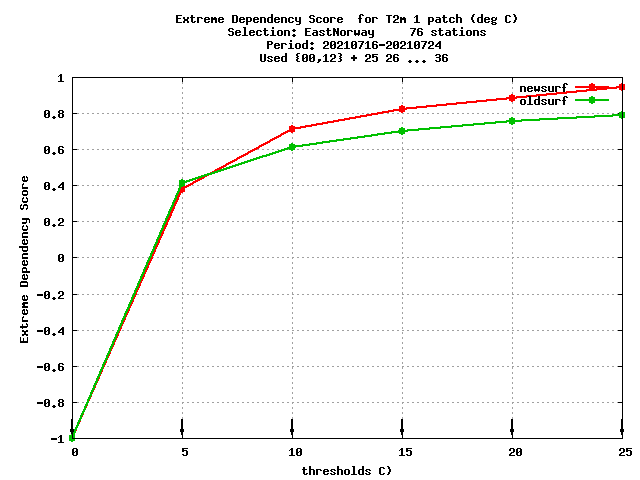 Extreme Dependency Score  for T2m 1 patch (deg C)
Selection: EastNorway     76 stations
Period: 20210716-20210724
Used {00,12} + 25 26 ... 36
newsurf
oldsurf
1
0.8
0.6
0.4
0.2
0
-0.2
-0.4
-0.6
-0.8
-1
Extreme Dependency Score
0 5 10 15 20 25
thresholds C)